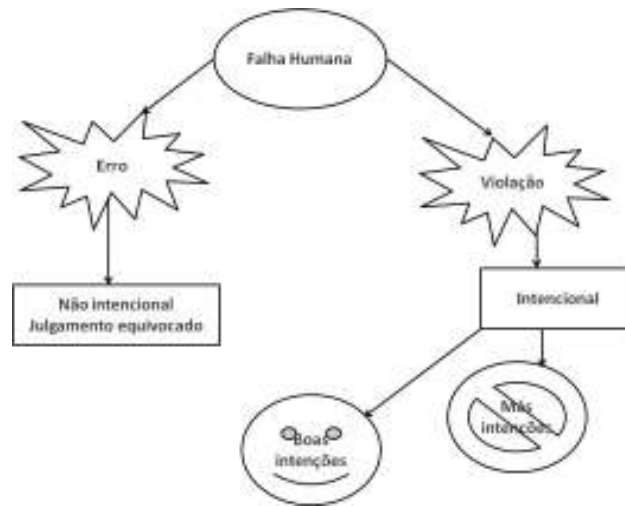 Falha Humana
Erro
Violação
Não intencional
Julgamento equivocado
Intencional
Boas
intenções
Más
intenções